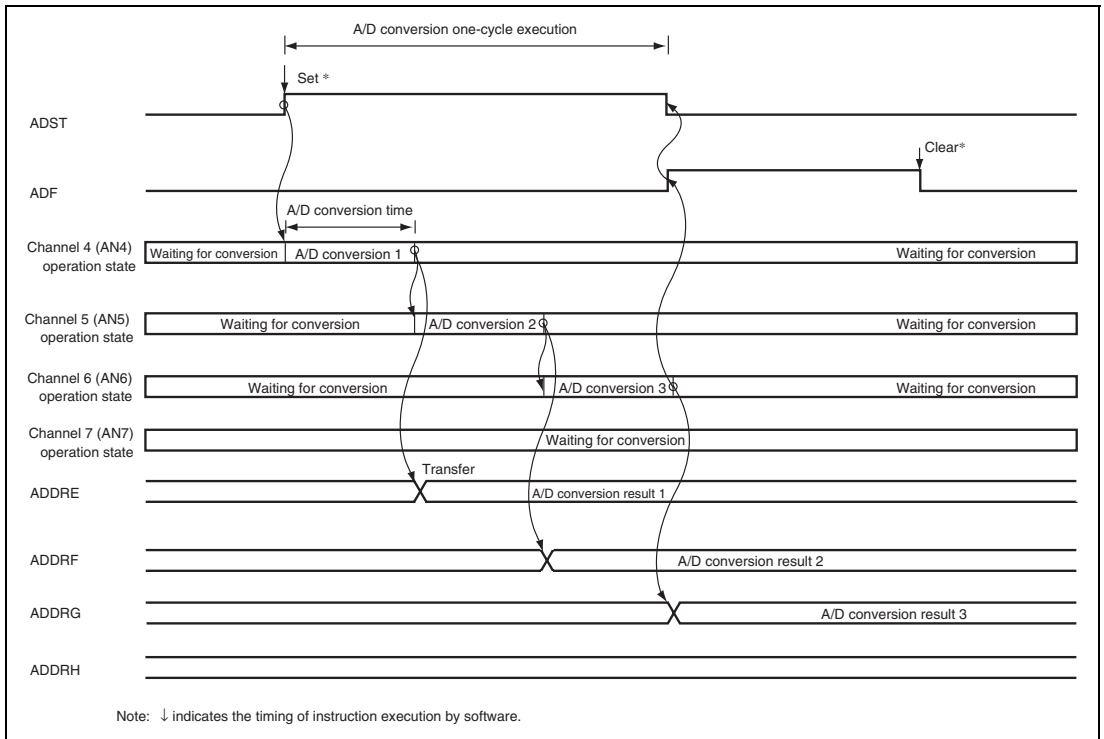 A/D conversion one-cycle execution
Set *
ADST
Clear*
ADF
A/D conversion time
Channel 4 (AN4)
operation state
Waiting for conversion
A/D conversion 1
Waiting for conversion
Channel 5 (AN5)
operation state
Waiting for conversion
A/D conversion 2
Waiting for conversion
Channel 6 (AN6)
operation state
Waiting for conversion
A/D conversion 3
Waiting for conversion
Channel 7 (AN7)
operation state
Waiting for conversion
Transfer
ADDRE
A/D conversion result 1
ADDRF
A/D conversion result 2
ADDRG
A/D conversion result 3
ADDRH
Note: ↓ indicates the timing of instruction execution by software.